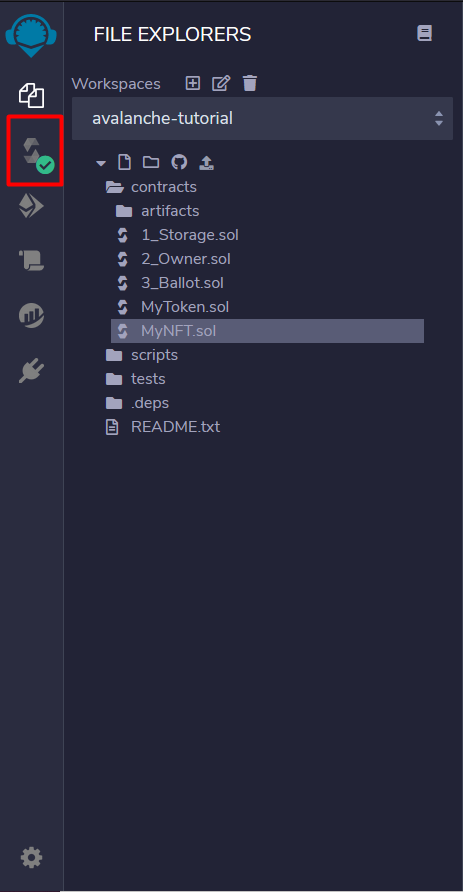 FILE EXPLORERS
Workspaces
avalanche-tutorial
contracts
artifacts
1_Storage.sol
2_Owner.sol
3_Ballot.sol
MyToken.sol
MyNFT.sol
scripts
tests
.deps
README.txt